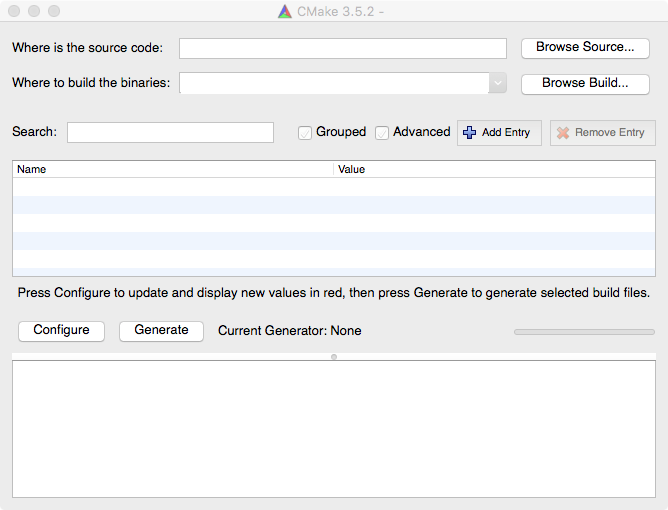 CMake 3.5.2 -
Where is the source code: Browse Source...
Where to build the binaries: Browse Build...
Search: Grouped Advanced Add Entry Remove Entry
Name Value
Press Configure to update and display new values in red, then press Generate to generate selected build files.
Configure Generate Current Generator: None